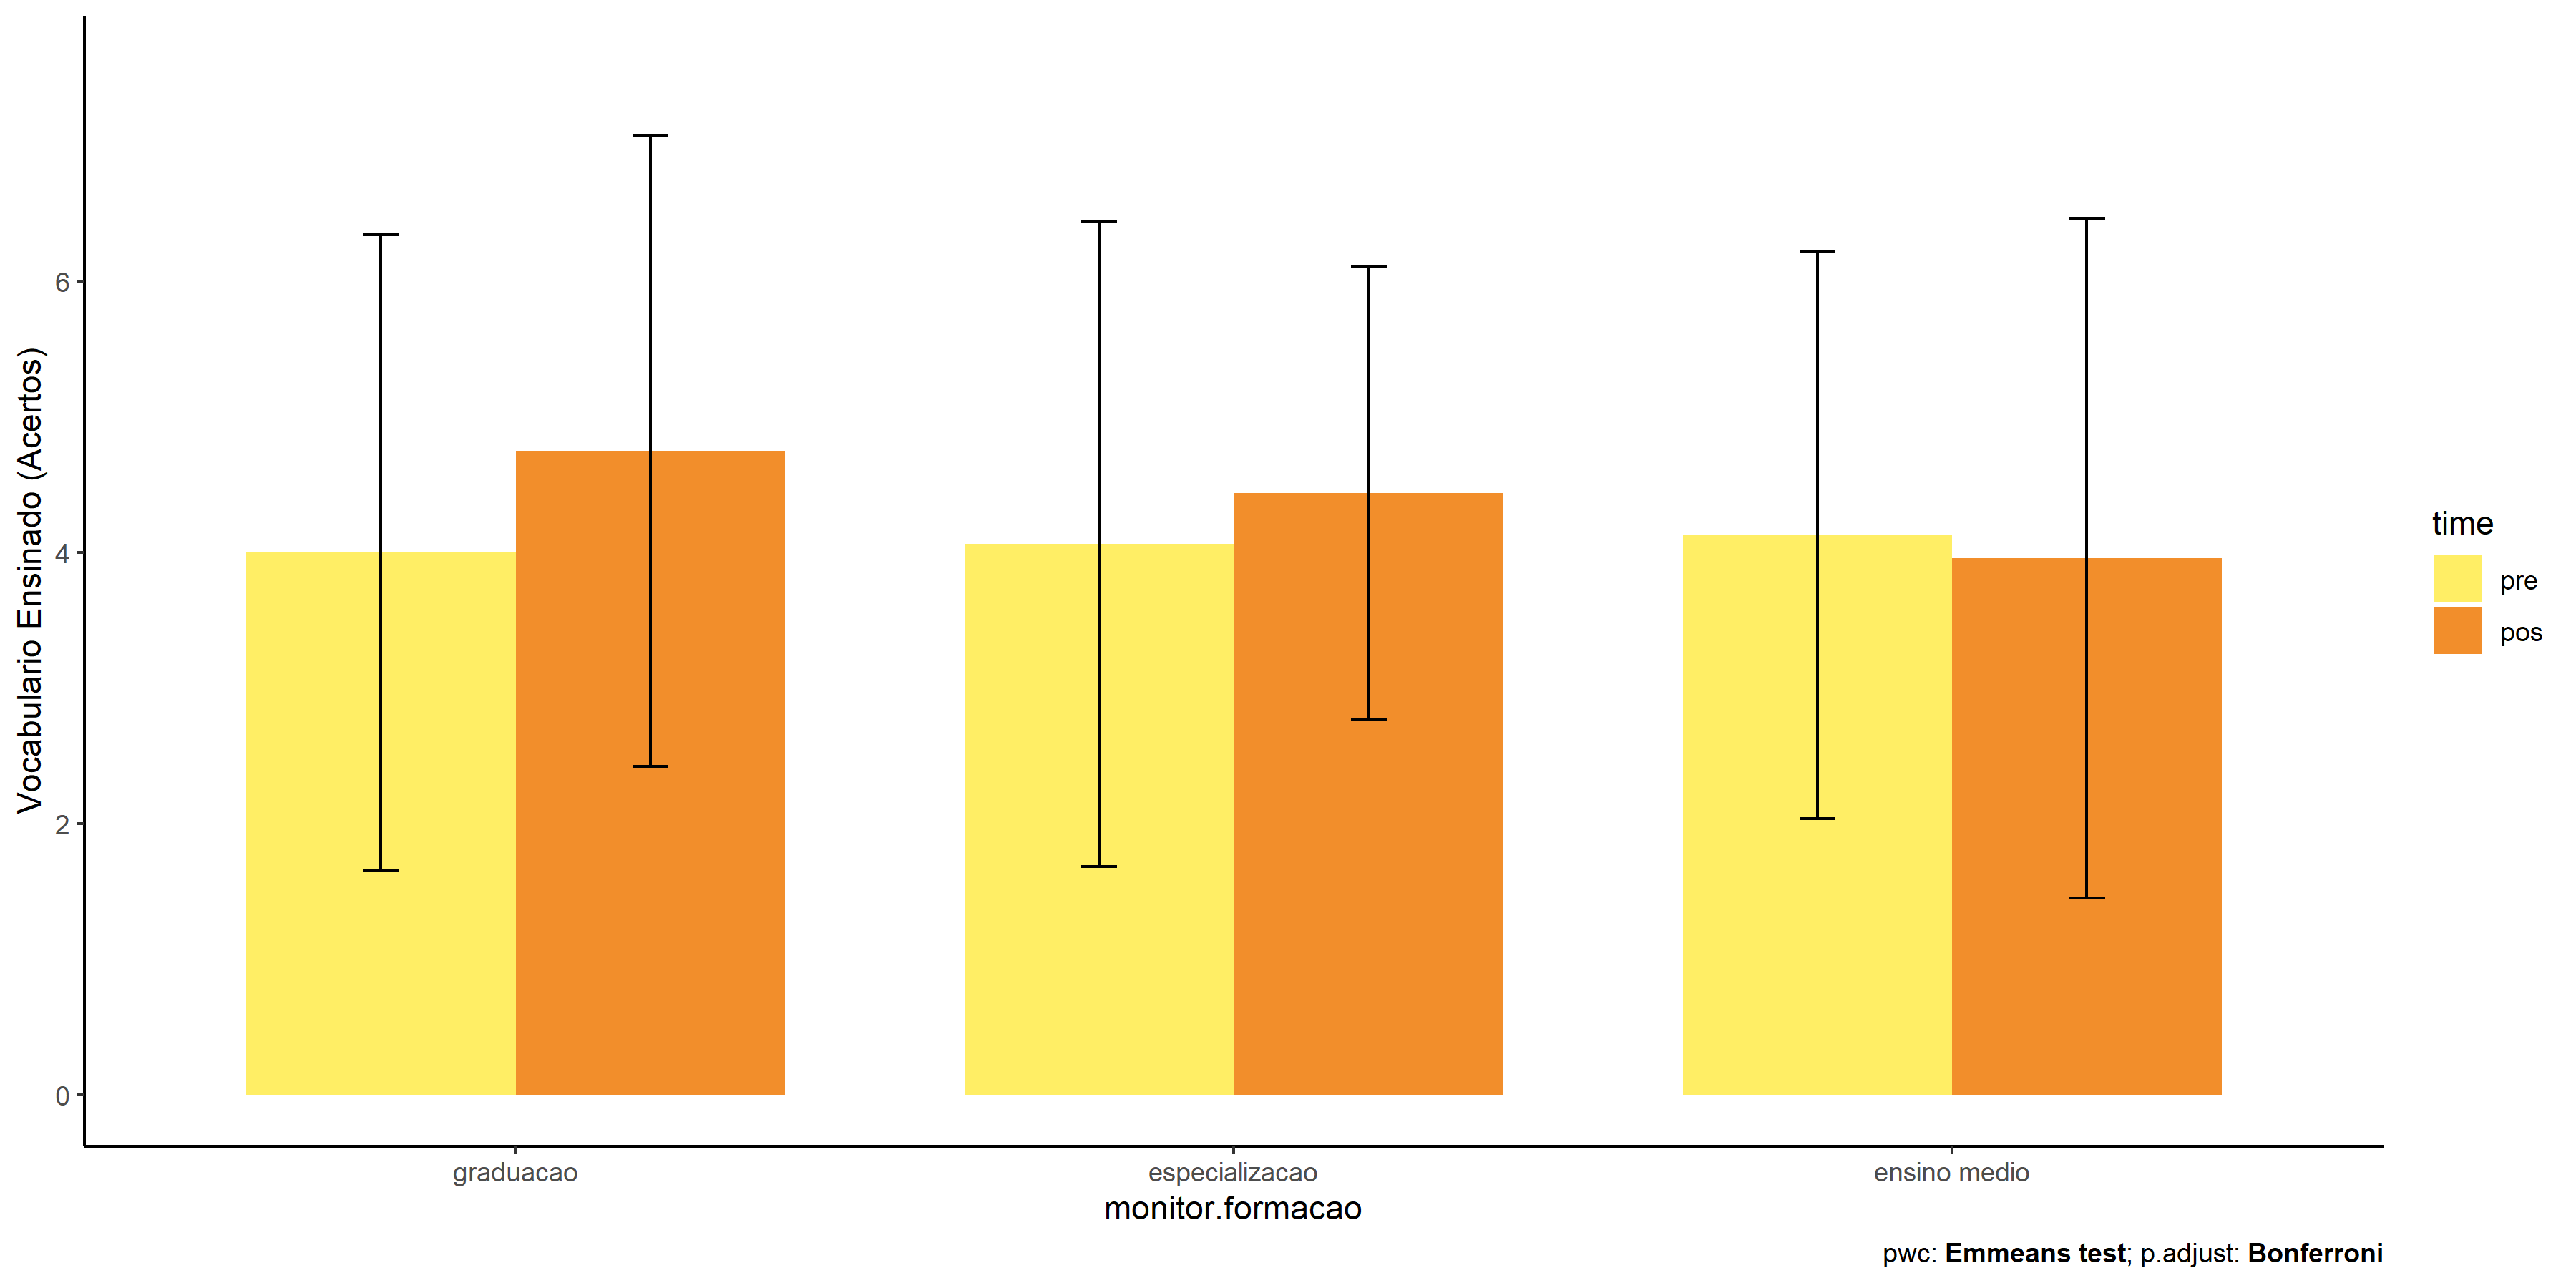 Vocabulario Ensinado (Acertos)
6
4
2
0
graduacao
especializacao
ensino medio
monitor.formacao
time
pre
pos
pwc: Emmeans test; p.adjust: Bonferroni